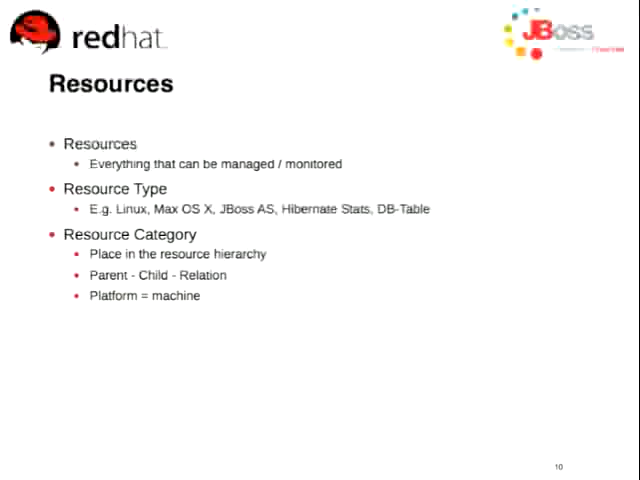 redhat.
JBoss
Resources
• Resources
• Everything that can be managed / monitored
• Resource Type
• E.g. Linux, Max OS X, JBoss AS, Hibernate Stats, DB-Table
• Resource Category
• Place in the resource hierarchy
• Parent - Child - Relation
• Platform = machine
10